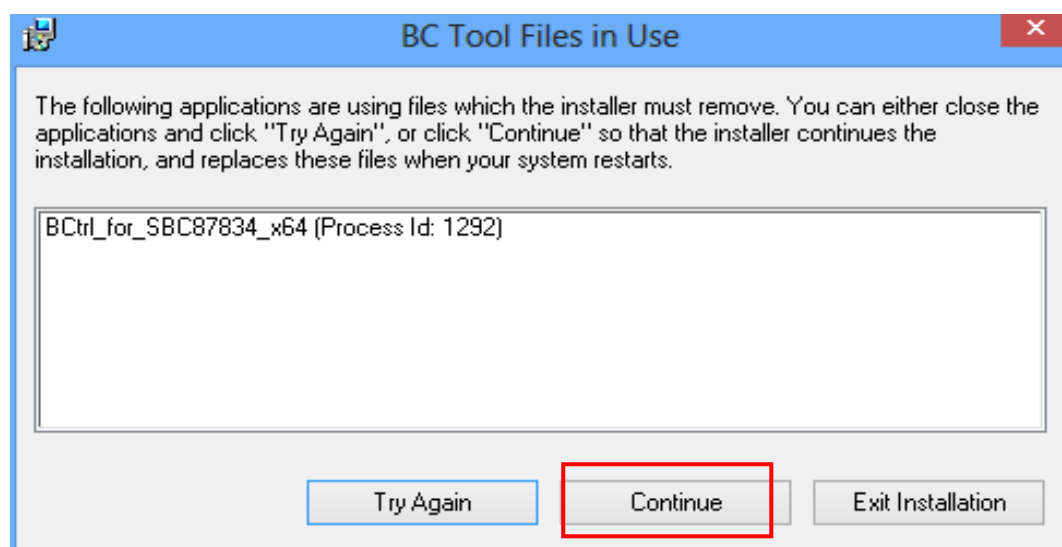 BC Tool Files in Use
The following applications are using files which the installer must remove. You can either close the
applications and click "Try Again", or click "Continue" so that the installer continues the
installation, and replaces these files when your system restarts.
BCtrl_for_SBC87834_x64 (Process Id: 1292)
Try Again Continue Exit Installation